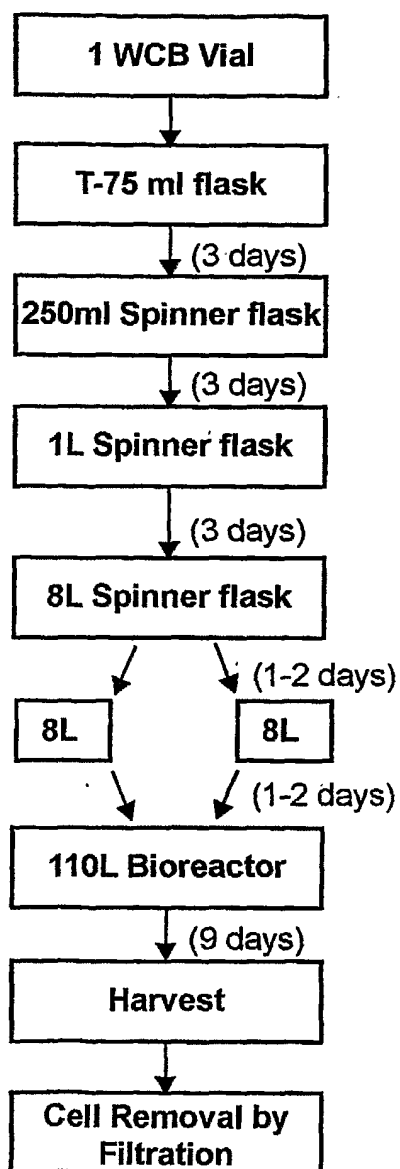 1 WCB Vial
T-75 ml flask
(3 days)
250ml Spinner flask
(3 days)
1L Spinner flask
(3 days)
8L Spinner flask
(1-2 days)
8L 8L
(1-2 days)
110L Bioreactor
(9 days)
Harvest
Cell Removal by
Filtration